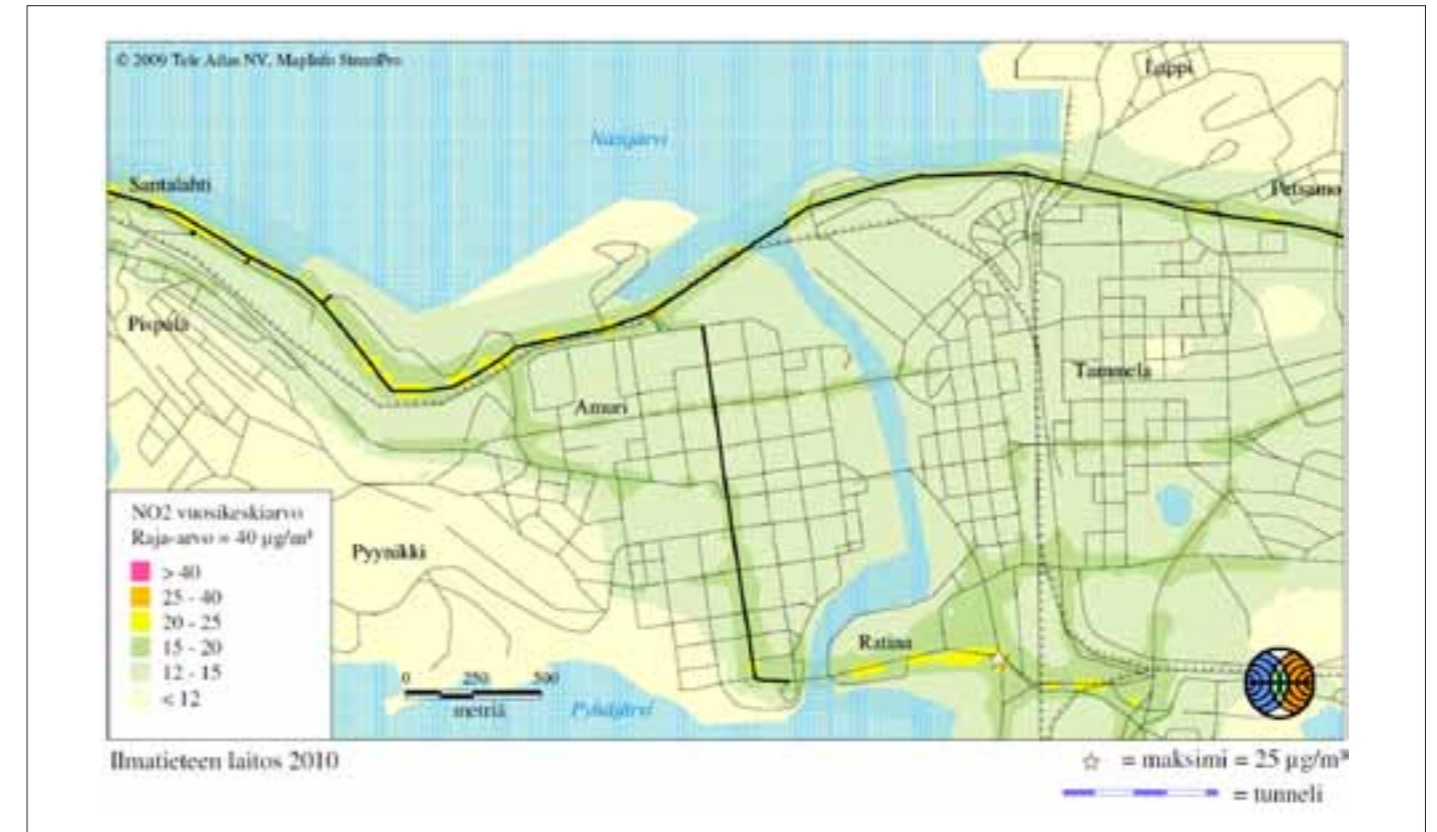 © 2009 Tele Atlas NV, MapInfo StreetPro
Lappi
Näsijärvi
Santalahti
Petsamo
Pispala
Tammela
Amuri
NO2 vuosikeskiarvo
Raja-arvo = 40 µg/m³
> 40
25 - 40
20 - 25
15 - 20
12 - 15
< 12
Pyynikki
Ratina
0 250 500
metriä
Pyhäjärvi
Ilmatieteen laitos 2010
= maksimi = 25 µg/m³
= tunneli